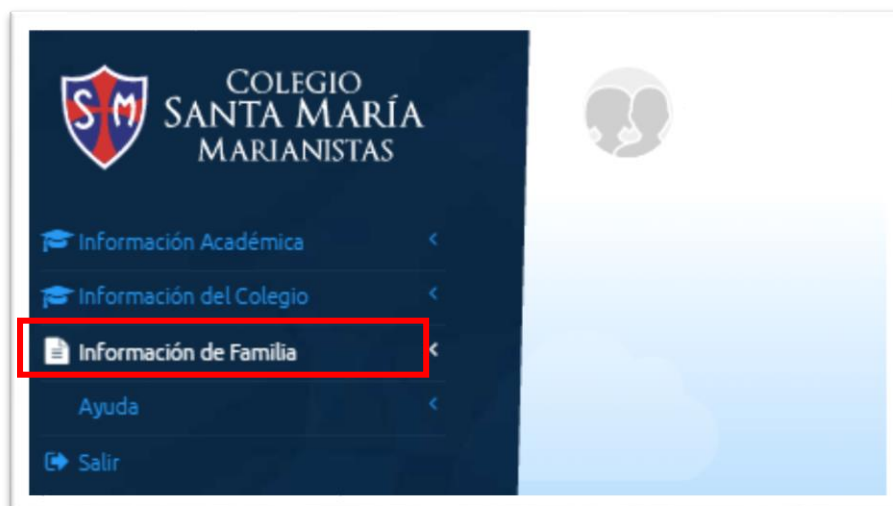 SM
COLEGIO
SANTA MARÍA
MARIANISTAS
Información Académica
Información del Colegio
Información de Familia
Ayuda
Salir